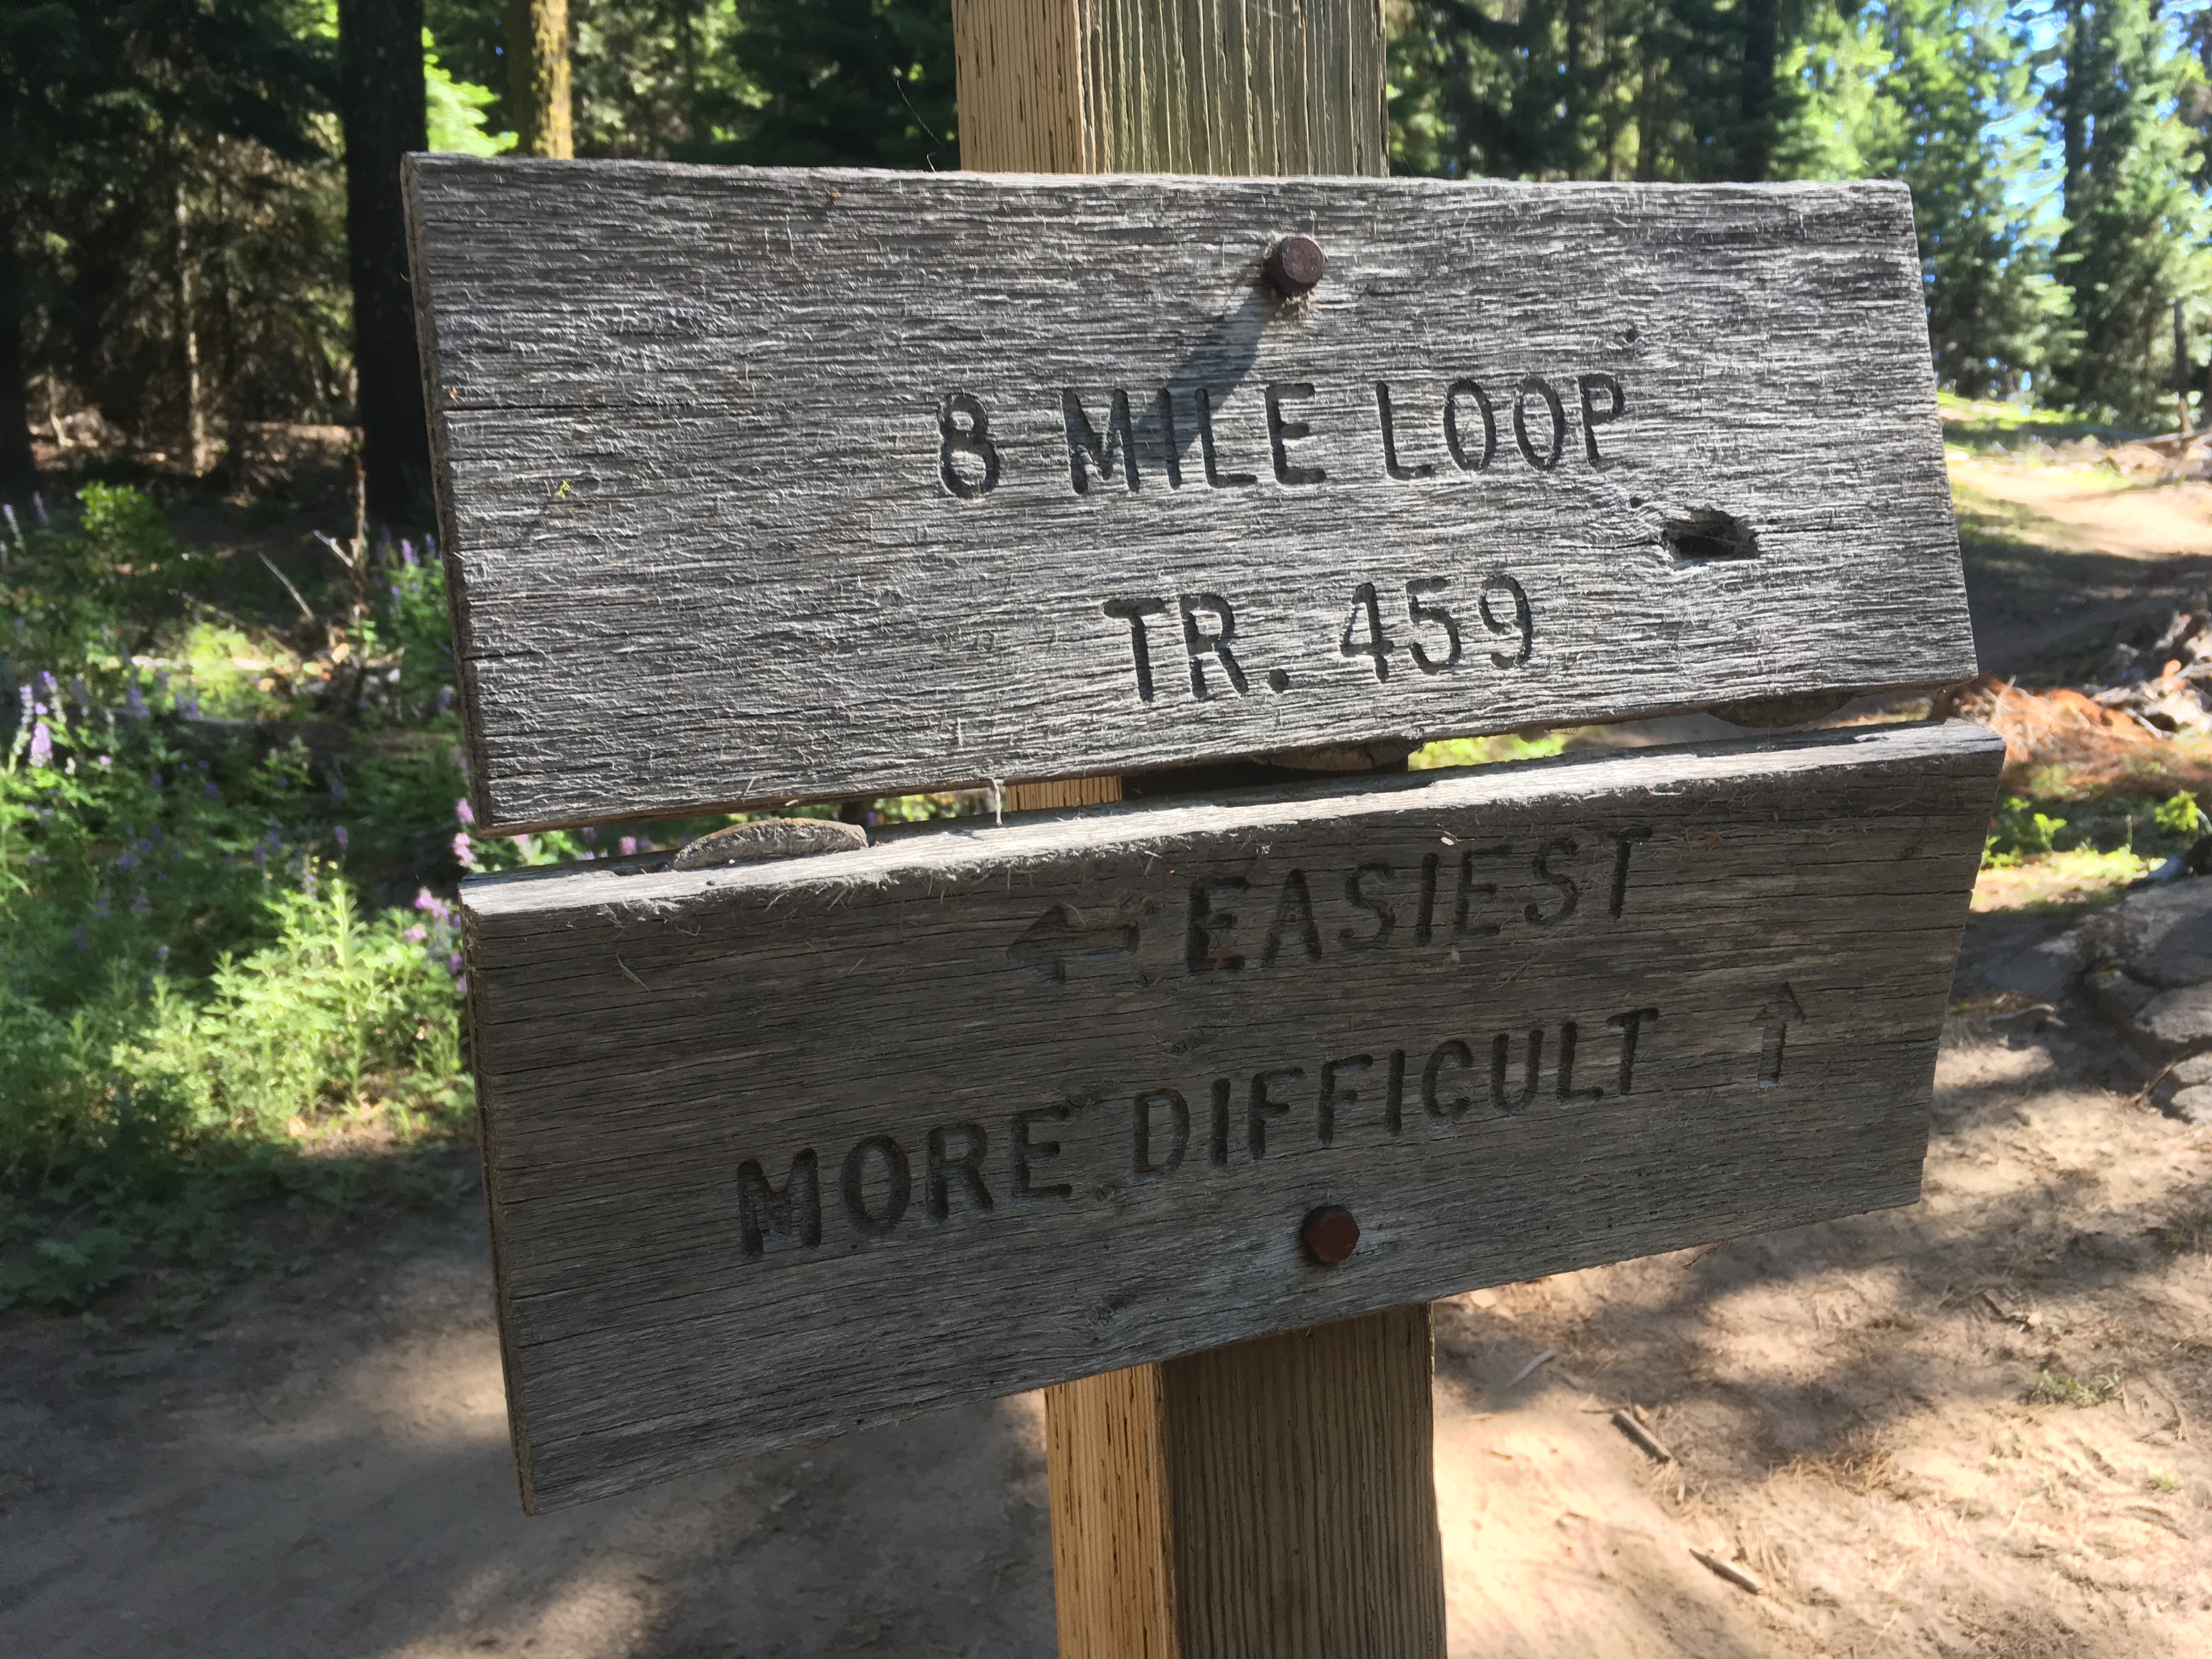 8 MILE LOOP
TR. 459
← EASIEST
MORE DIFFICULT ↑